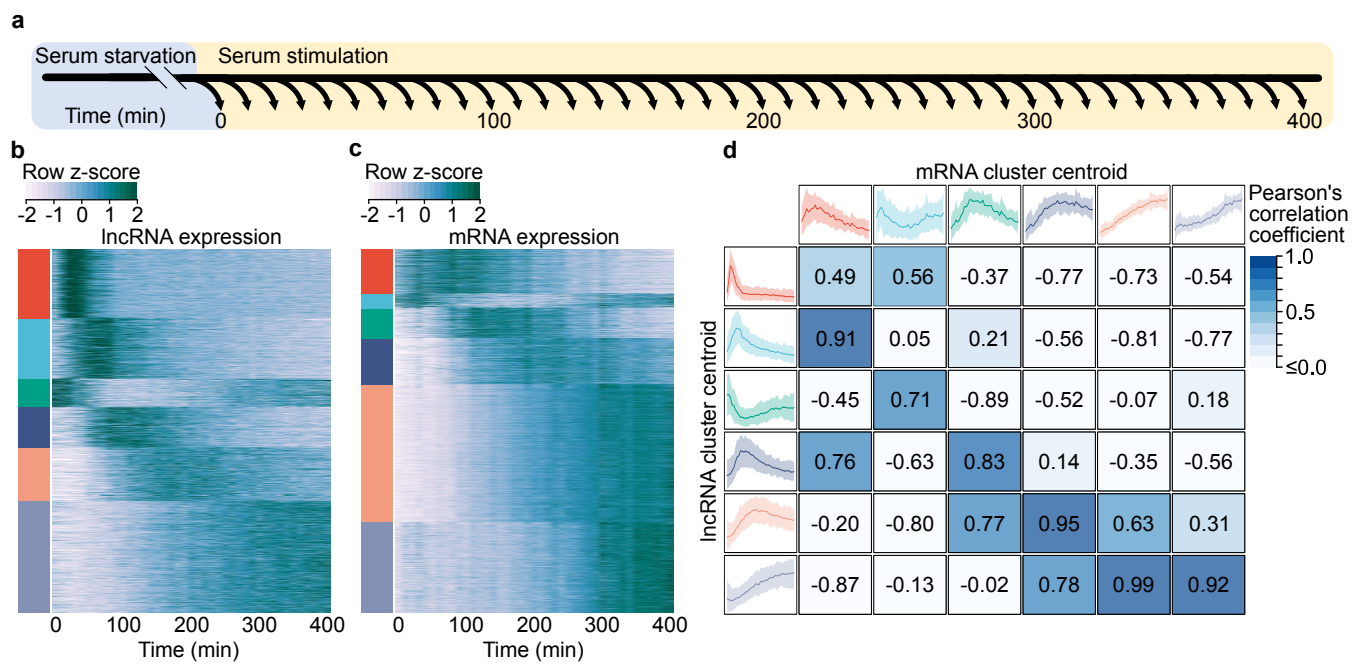 a
Serum starvation
Serum stimulation
Time (min)
0
100
200
300
400
b
Row z-score
-2 -1 0 1 2
lncRNA expression
0 100 200 300 400
Time (min)
c
Row z-score
-2 -1 0 1 2
mRNA expression
0 100 200 300 400
Time (min)
d
mRNA cluster centroid
lncRNA cluster centroid
0.49 0.56 -0.37 -0.77 -0.73 -0.54
0.91 0.05 0.21 -0.56 -0.81 -0.77
-0.45 0.71 -0.89 -0.52 -0.07 0.18
0.76 -0.63 0.83 0.14 -0.35 -0.56
-0.20 -0.80 0.77 0.95 0.63 0.31
-0.87 -0.13 -0.02 0.78 0.99 0.92
Pearson's
correlation
coefficient
1.0
0.5
≤0.0